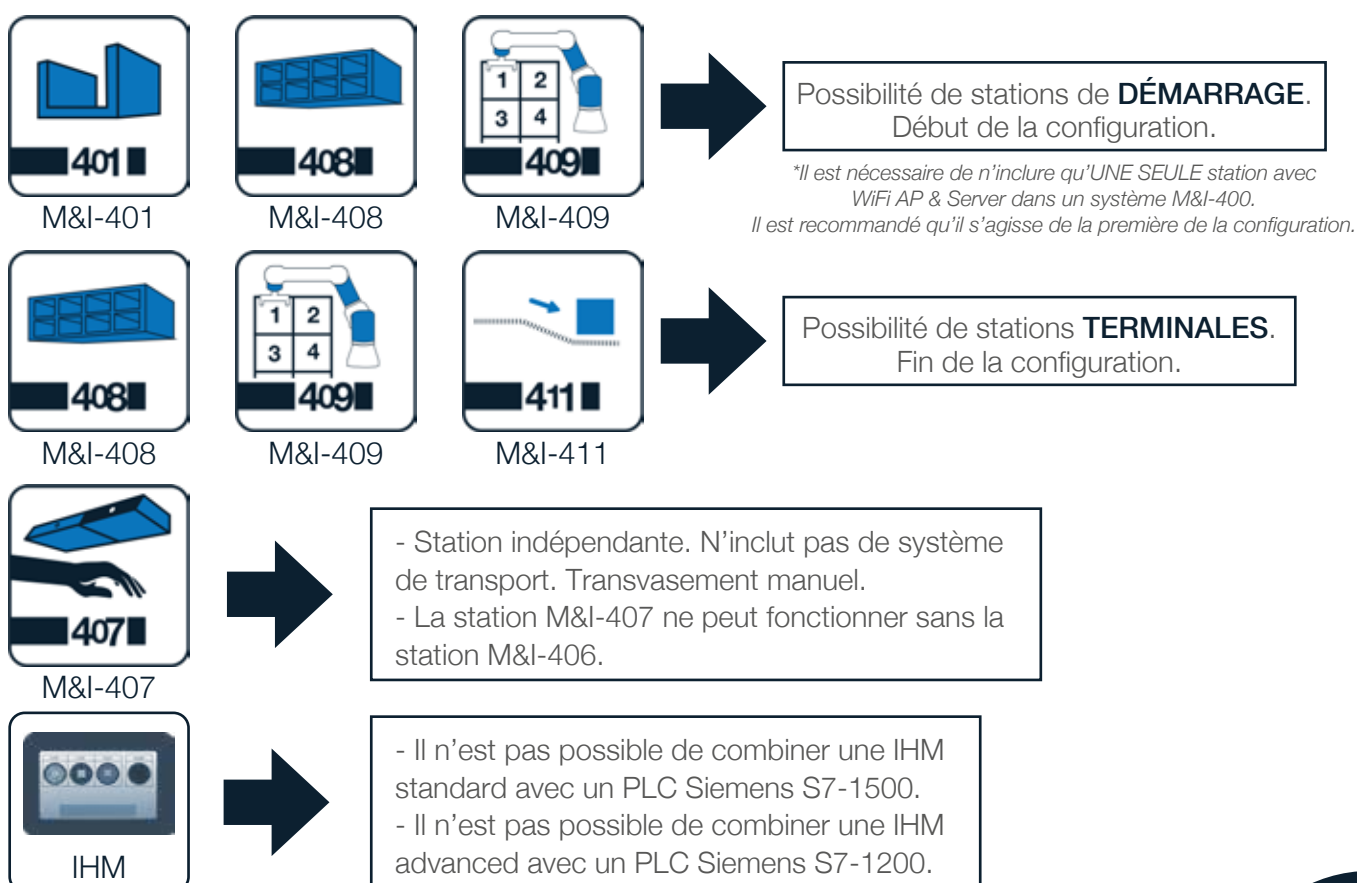 401
408
1 2
3 4
409
M&I-401
M&I-408
M&I-409
Possibilité de stations de DÉMARRAGE.
Début de la configuration.
*Il est nécessaire de n’inclure qu’UNE SEULE station avec
WiFi AP & Server dans un système M&I-400.
Il est recommandé qu’il s’agisse de la première de la configuration.
408
1 2
3 4
409
411
M&I-408
M&I-409
M&I-411
Possibilité de stations TERMINALES.
Fin de la configuration.
407
M&I-407
- Station indépendante. N’inclut pas de système
de transport. Transvasement manuel.
- La station M&I-407 ne peut fonctionner sans la
station M&I-406.
IHM
- Il n’est pas possible de combiner une IHM
standard avec un PLC Siemens S7-1500.
- Il n’est pas possible de combiner une IHM
advanced avec un PLC Siemens S7-1200.